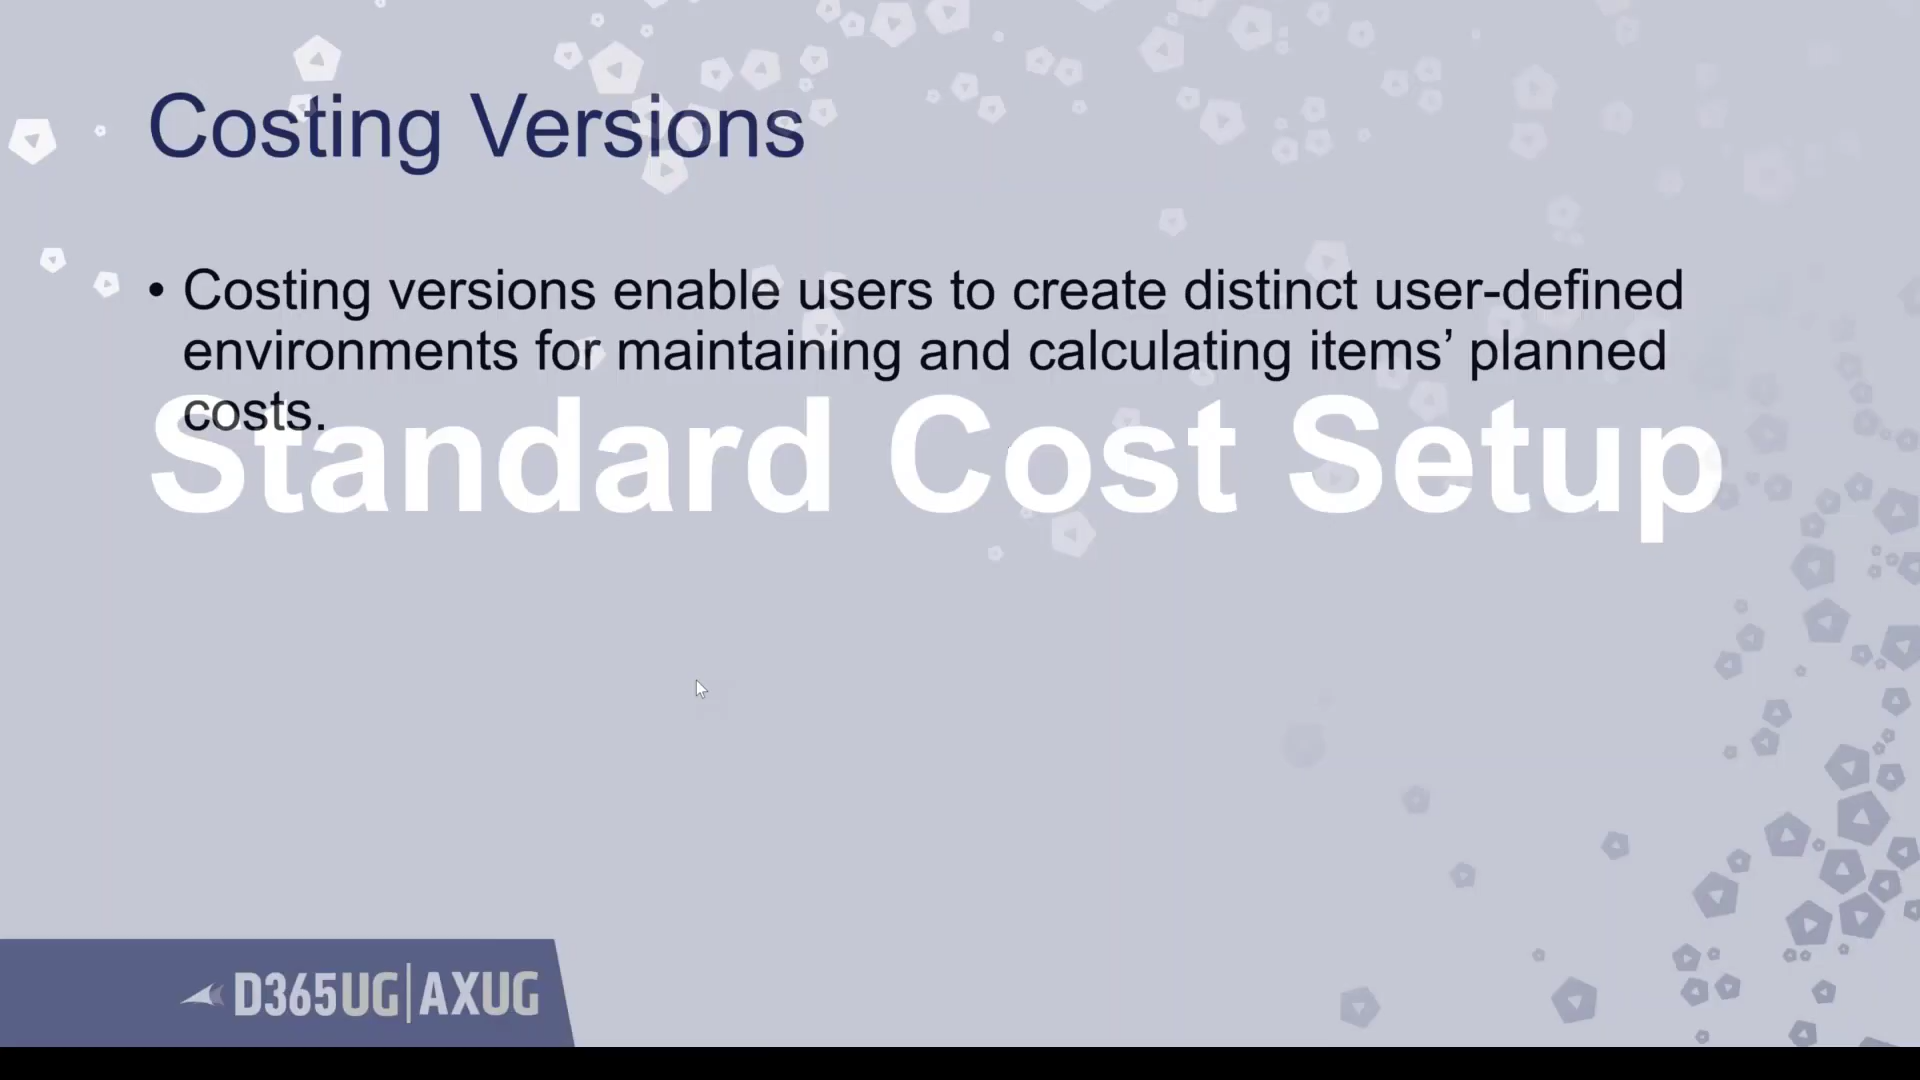 Costing Versions
• Costing versions enable users to create distinct user-defined
environments for maintaining and calculating items’ planned
costs.
Standard Cost Setup
D365UG|AXUG